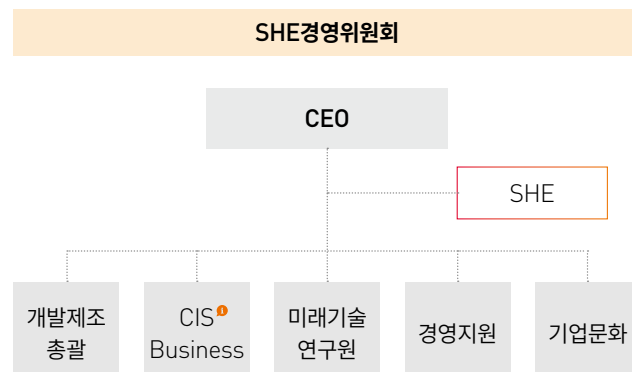 SHE경영위원회
CEO
SHE
개발제조
총괄
CIS
Business
미래기술
연구원
경영지원
기업문화